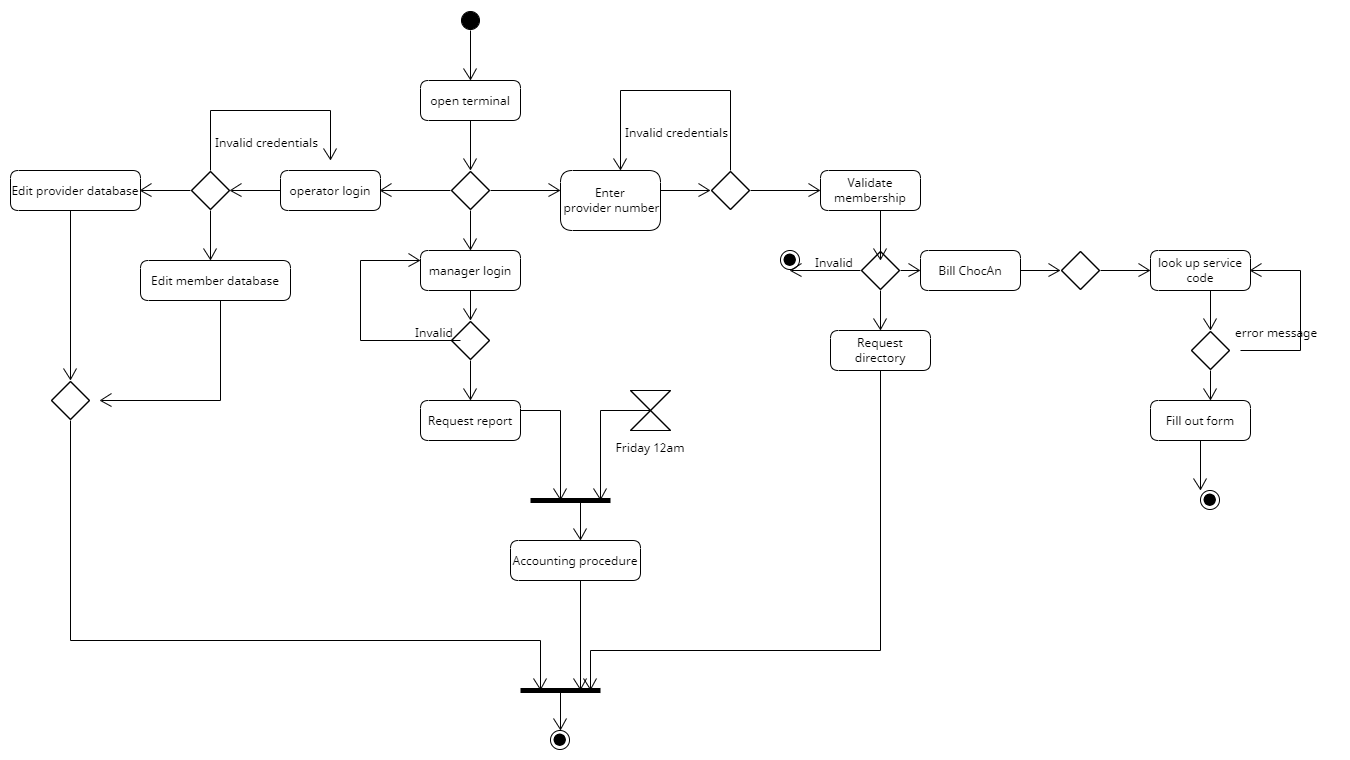 open terminal
Invalid credentials
Invalid credentials
Edit provider database
operator login
Enter
provider number
Validate
membership
Edit member database
manager login
Invalid
Bill ChocAn
look up service
code
Invalid
Request
directory
error message
Request report
Friday 12am
Fill out form
Accounting procedure